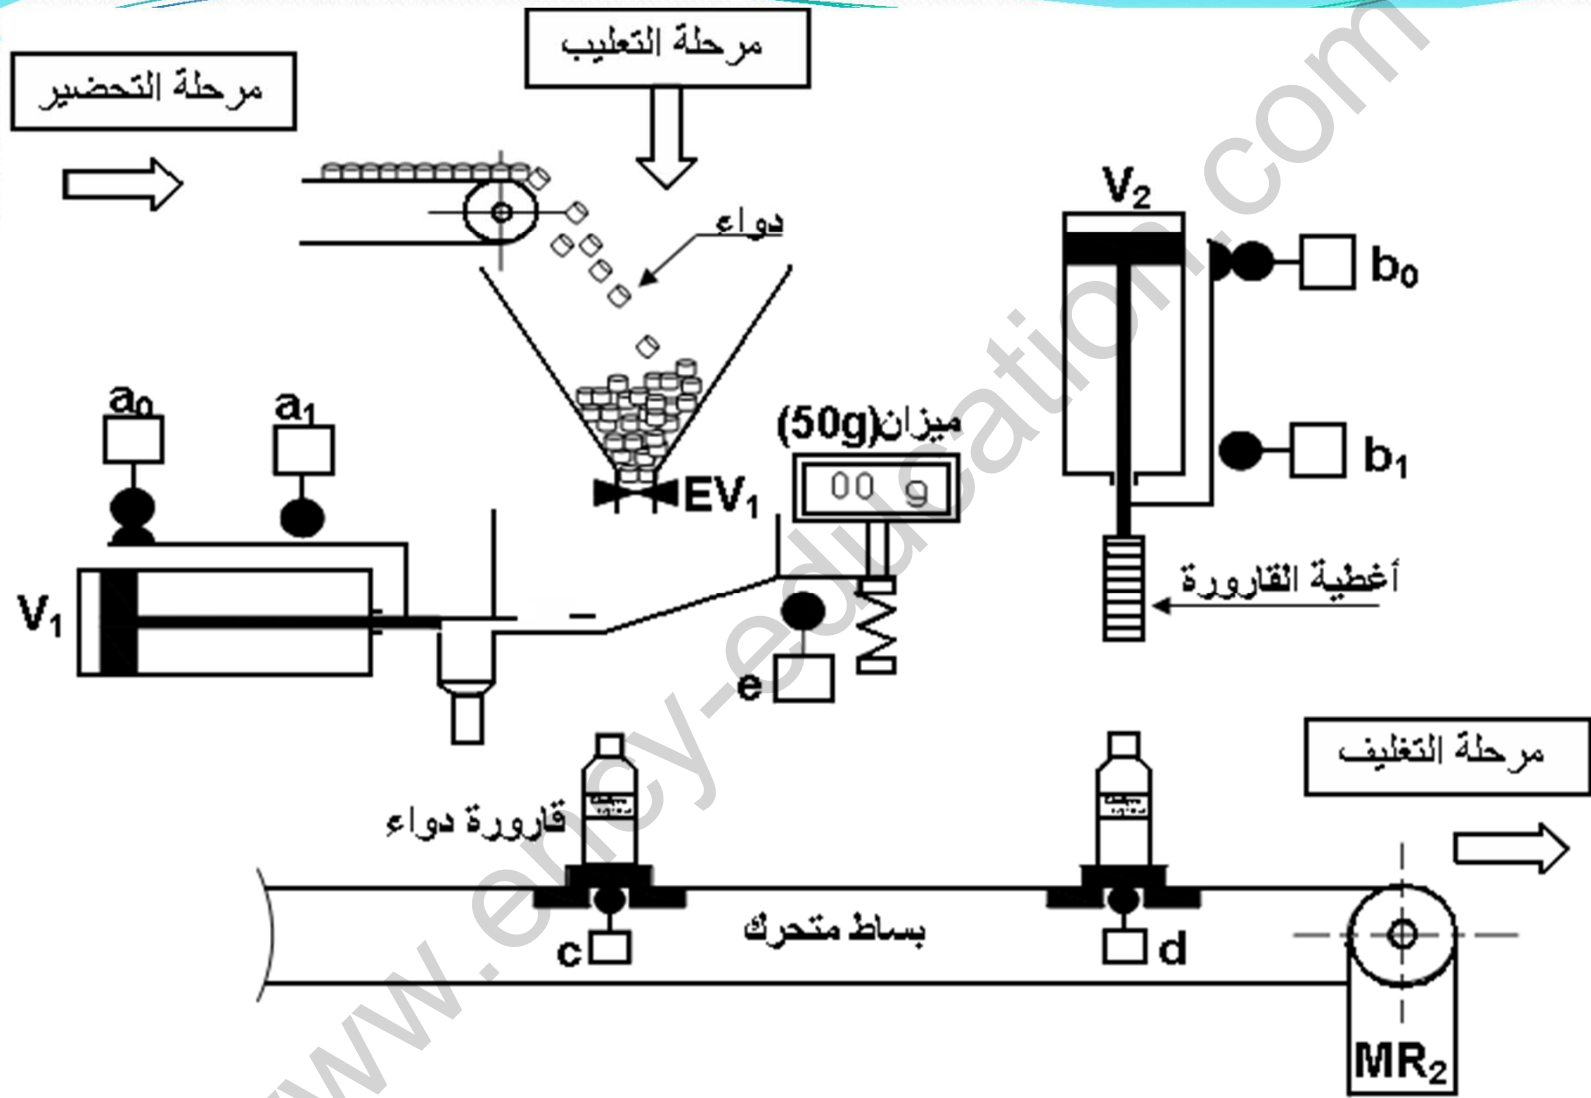 مرحلة التعليب
مرحلة التحضير
V2
دواء
b0
a0
a1
ميزان(50g)
b1
00 g
EV1
أغطية القارورة
V1
e
مرحلة التغليف
قارورة دواء
بساط متحرك
c
d
MR2
www.ency-education.com